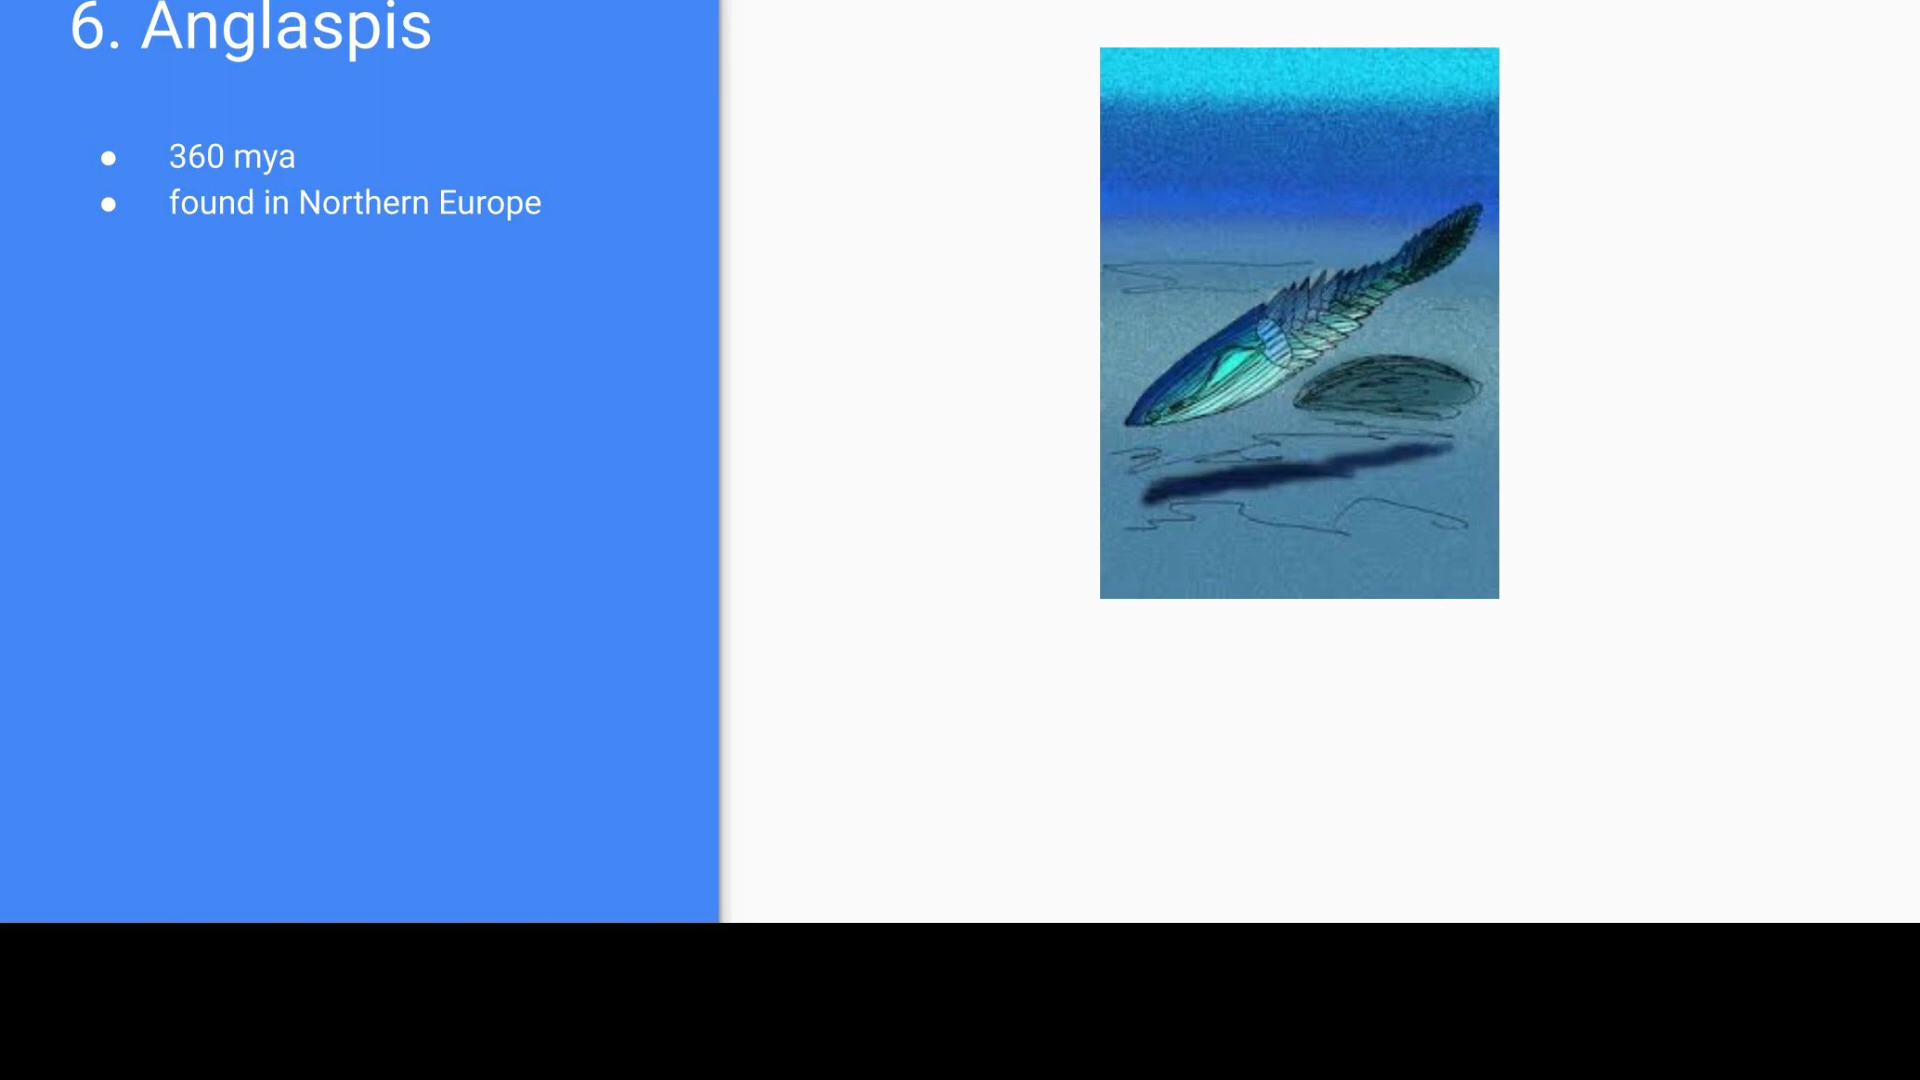 6. Anglaspis
● 360 mya
● found in Northern Europe